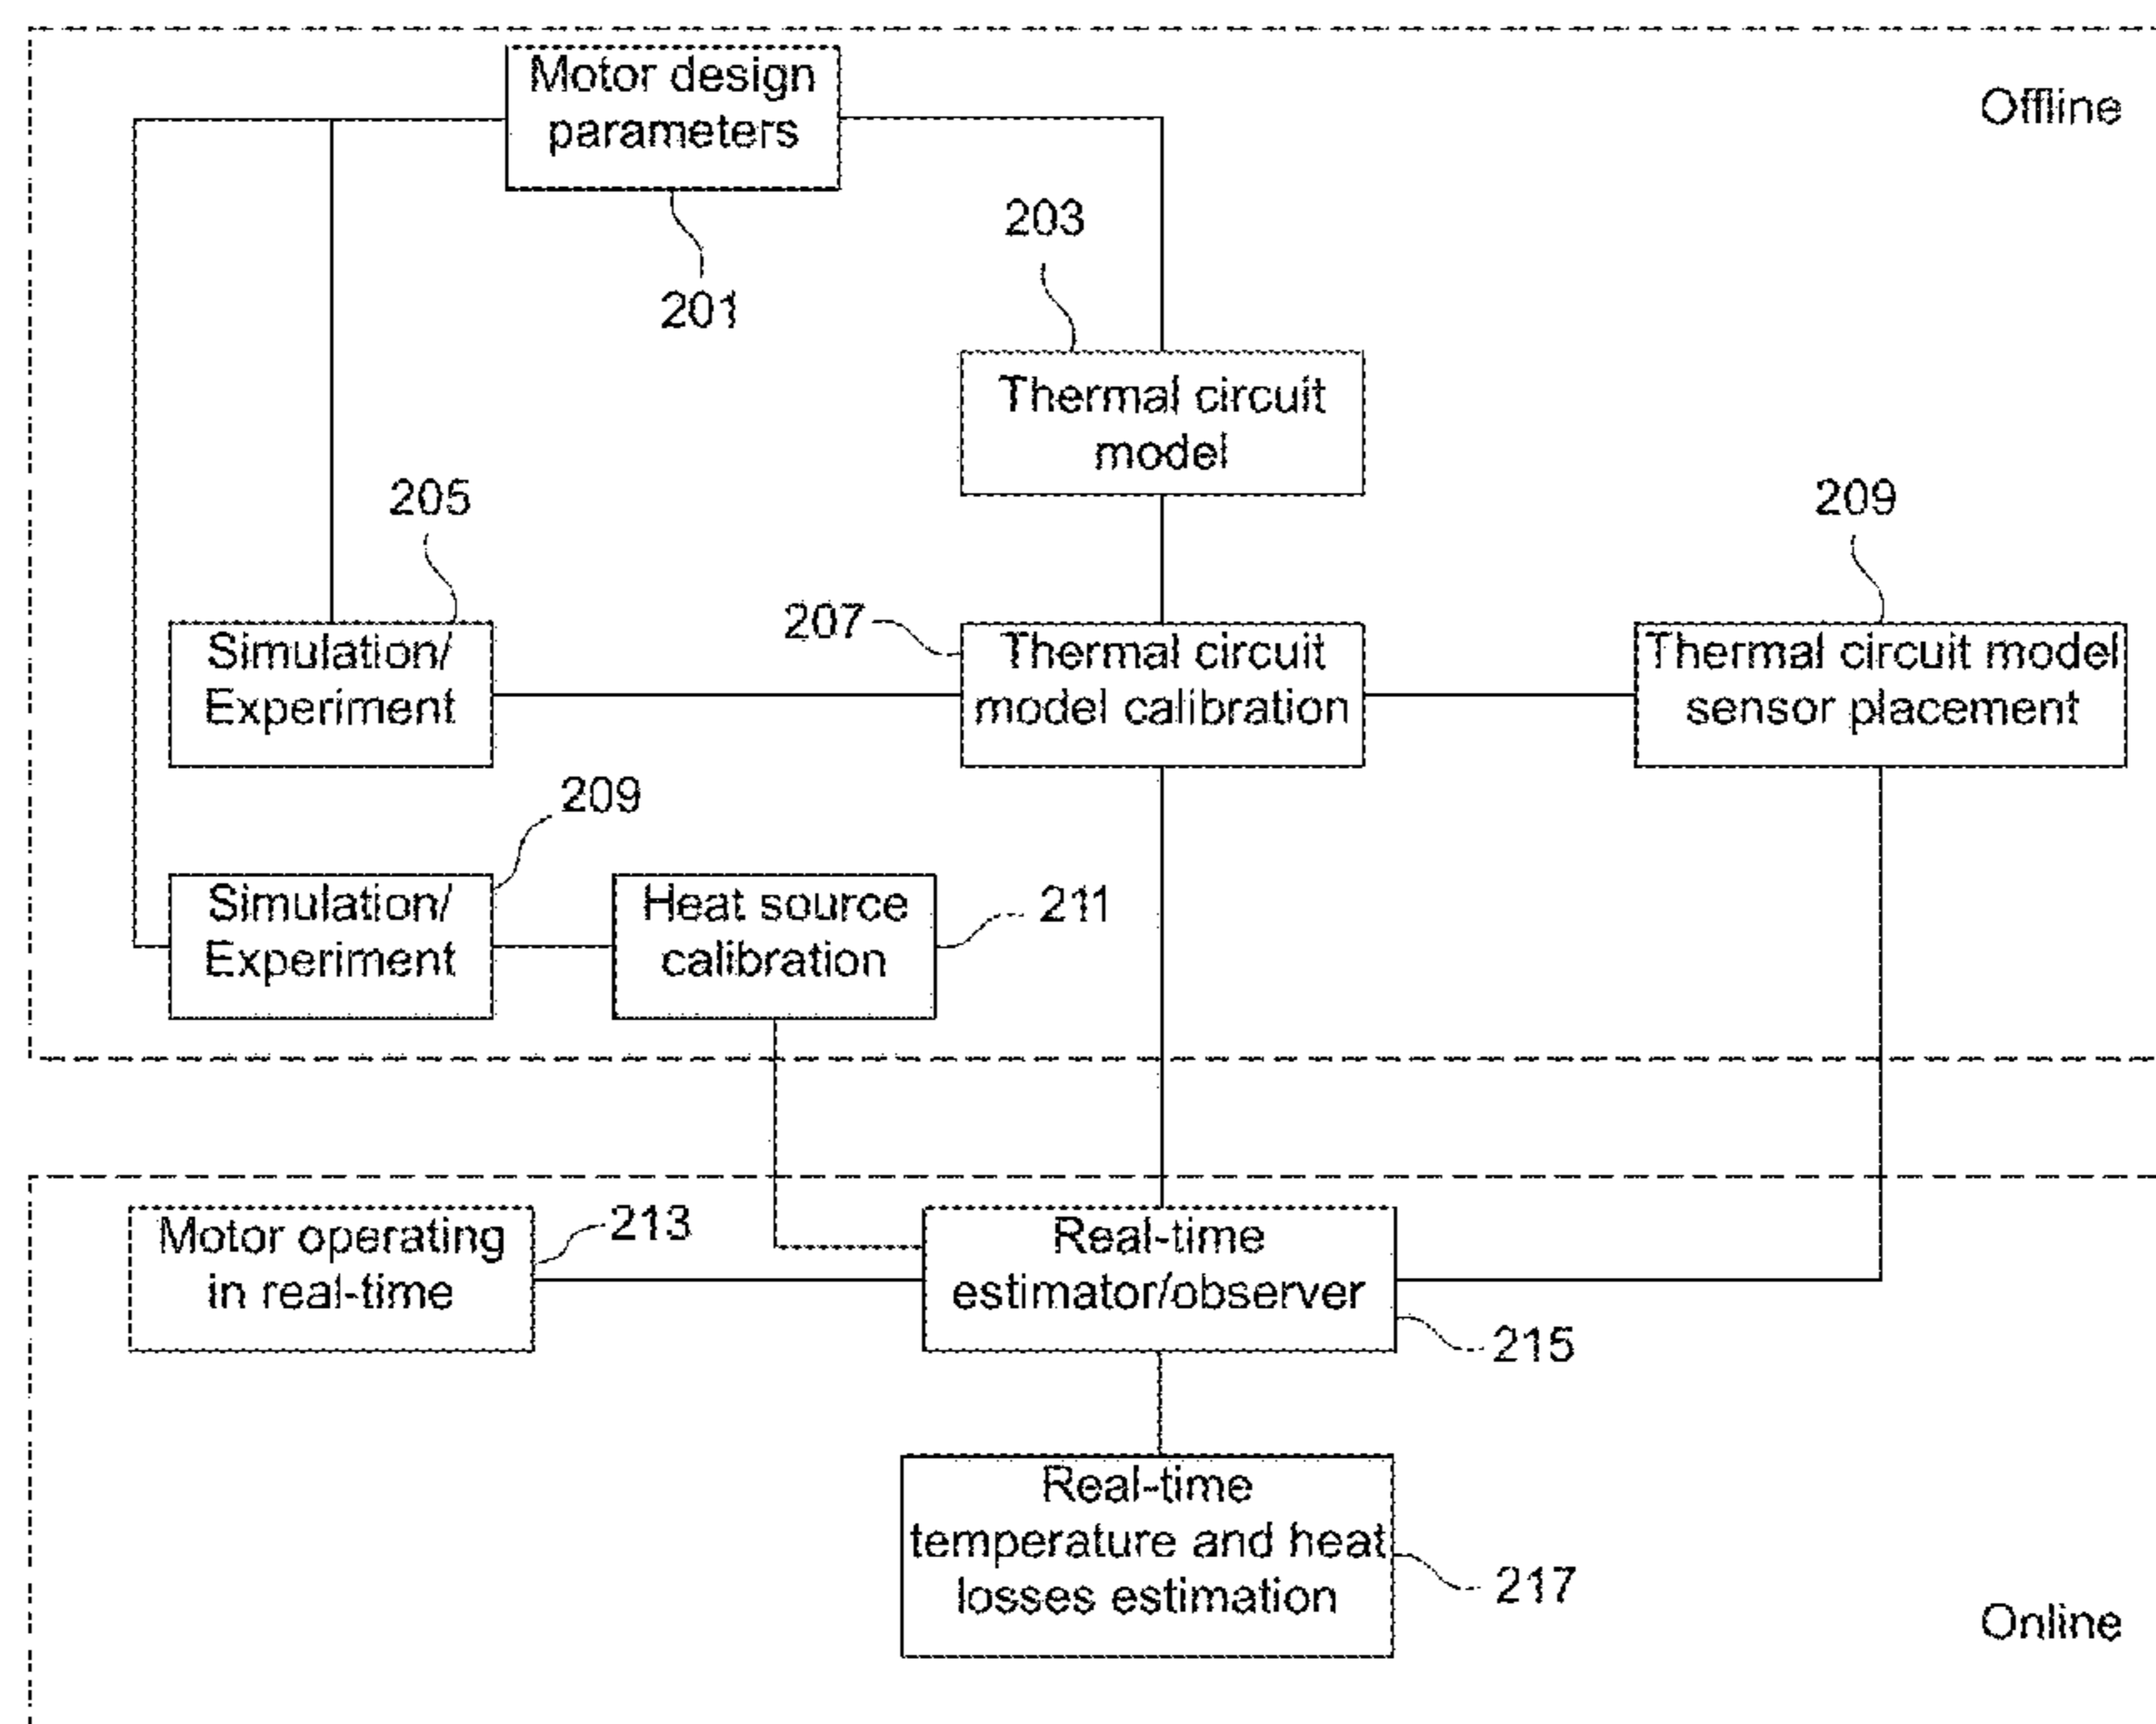 Motor design
parameters
Offline
201
203
Thermal circuit
model
205
209
207
Simulation/
Experiment
Thermal circuit
model calibration
Thermal circuit model
sensor placement
209
Simulation/
Experiment
Heat source
calibration
211
Motor operating
in real-time
213
Real-time
estimator/observer
215
Real-time
temperature and heat
losses estimation
217
Online